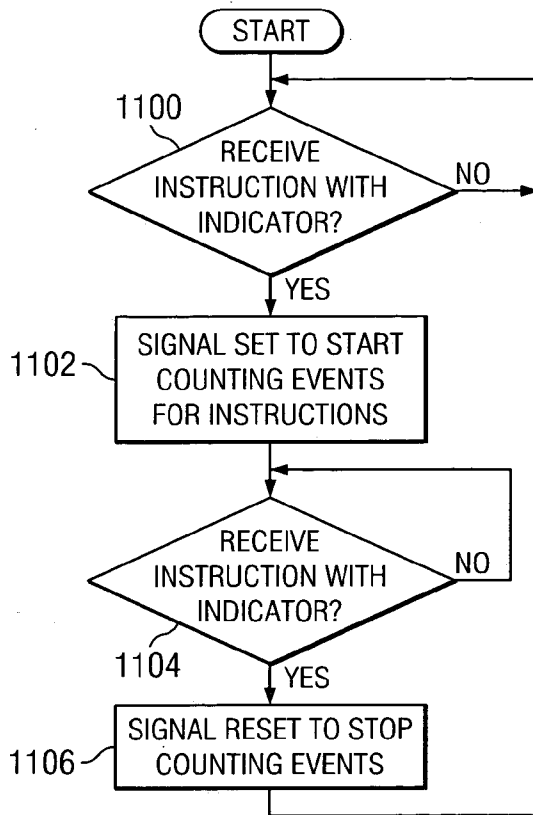 START
1100
RECEIVE
INSTRUCTION WITH
INDICATOR?
NO
YES
1102
SIGNAL SET TO START
COUNTING EVENTS
FOR INSTRUCTIONS
RECEIVE
INSTRUCTION WITH
INDICATOR?
NO
1104
YES
1106
SIGNAL RESET TO STOP
COUNTING EVENTS